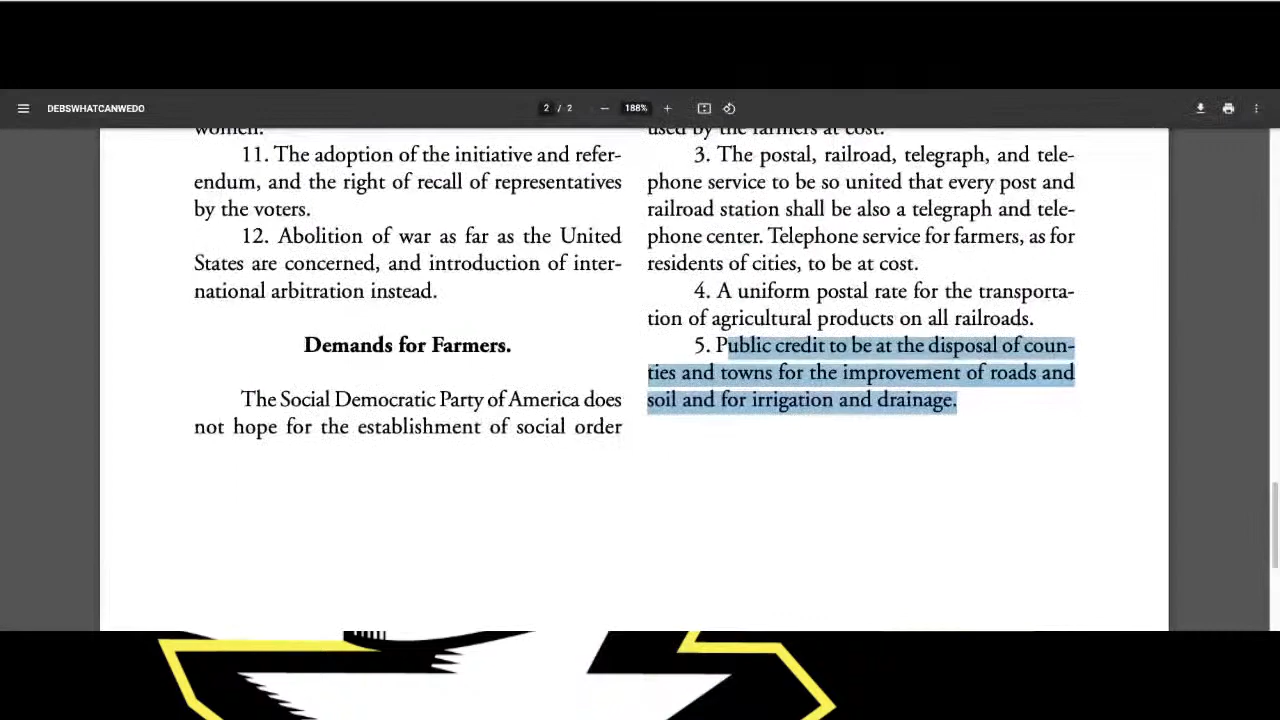 DEBSWHATCANWEDO
2 / 2
188%
women.
11. The adoption of the initiative and refer-
endum, and the right of recall of representatives
by the voters.
12. Abolition of war as far as the United
States are concerned, and introduction of inter-
national arbitration instead.
Demands for Farmers.
The Social Democratic Party of America does
not hope for the establishment of social order
used by the farmers at cost.
3. The postal, railroad, telegraph, and tele-
phone service to be so united that every post and
railroad station shall be also a telegraph and tele-
phone center. Telephone service for farmers, as for
residents of cities, to be at cost.
4. A uniform postal rate for the transporta-
tion of agricultural products on all railroads.
5. Public credit to be at the disposal of coun-
ties and towns for the improvement of roads and
soil and for irrigation and drainage.